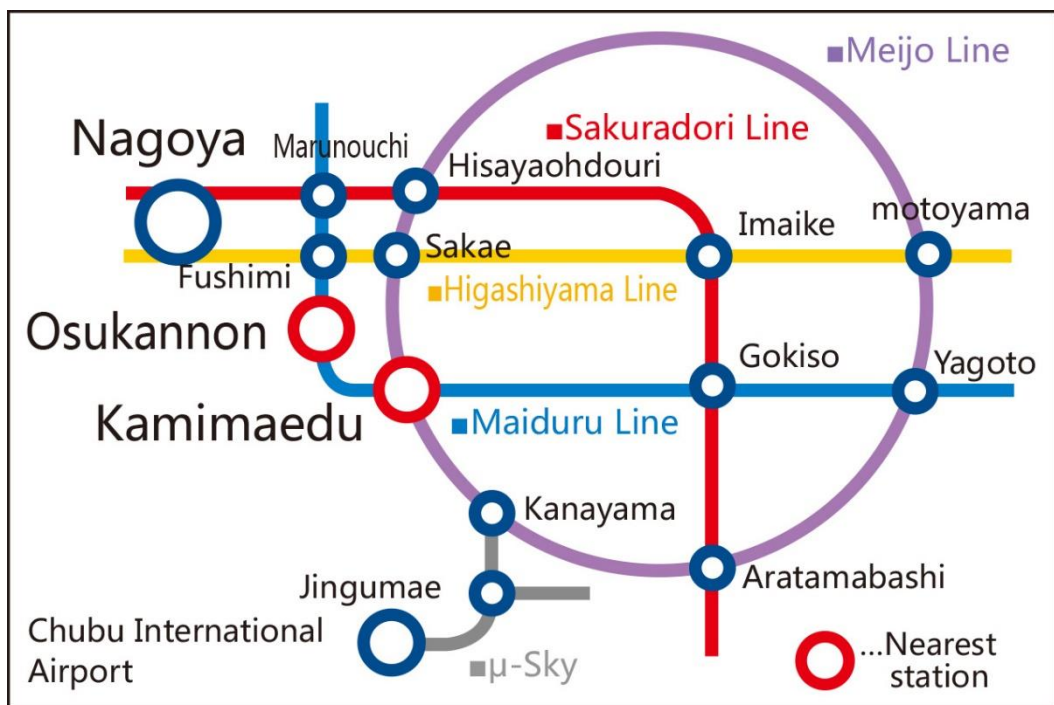 ■Meijo Line
■Sakuradori Line
Nagoya
Marunouchi
Hisayaohdouri
Imaike
motoyama
Fushimi
Sakae
■Higashiyama Line
Osukannon
Gokiso
Yagoto
Kamimaedu
■Maiduru Line
Kanayama
Jingumae
Aratamabashi
Chubu International
Airport
■μ-Sky
...Nearest
station